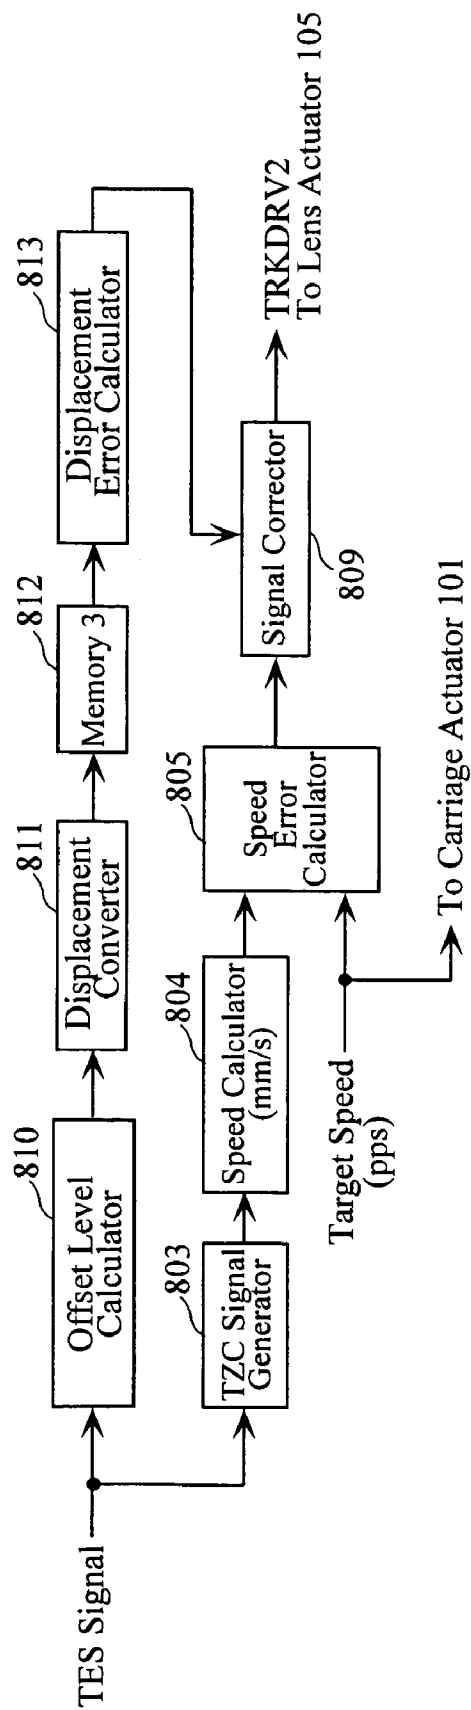 TES Signal
810
Offset Level
Calculator
811
Displacement
Converter
812
Memory 3
813
Displacement
Error Calculator
803
TZC Signal
Generator
804
Speed Calculator
(mm/s)
805
Speed
Error
Calculator
Signal Corrector
809
TRKDRV2
To Lens Actuator 105
Target Speed
(pps)
To Carriage Actuator 101